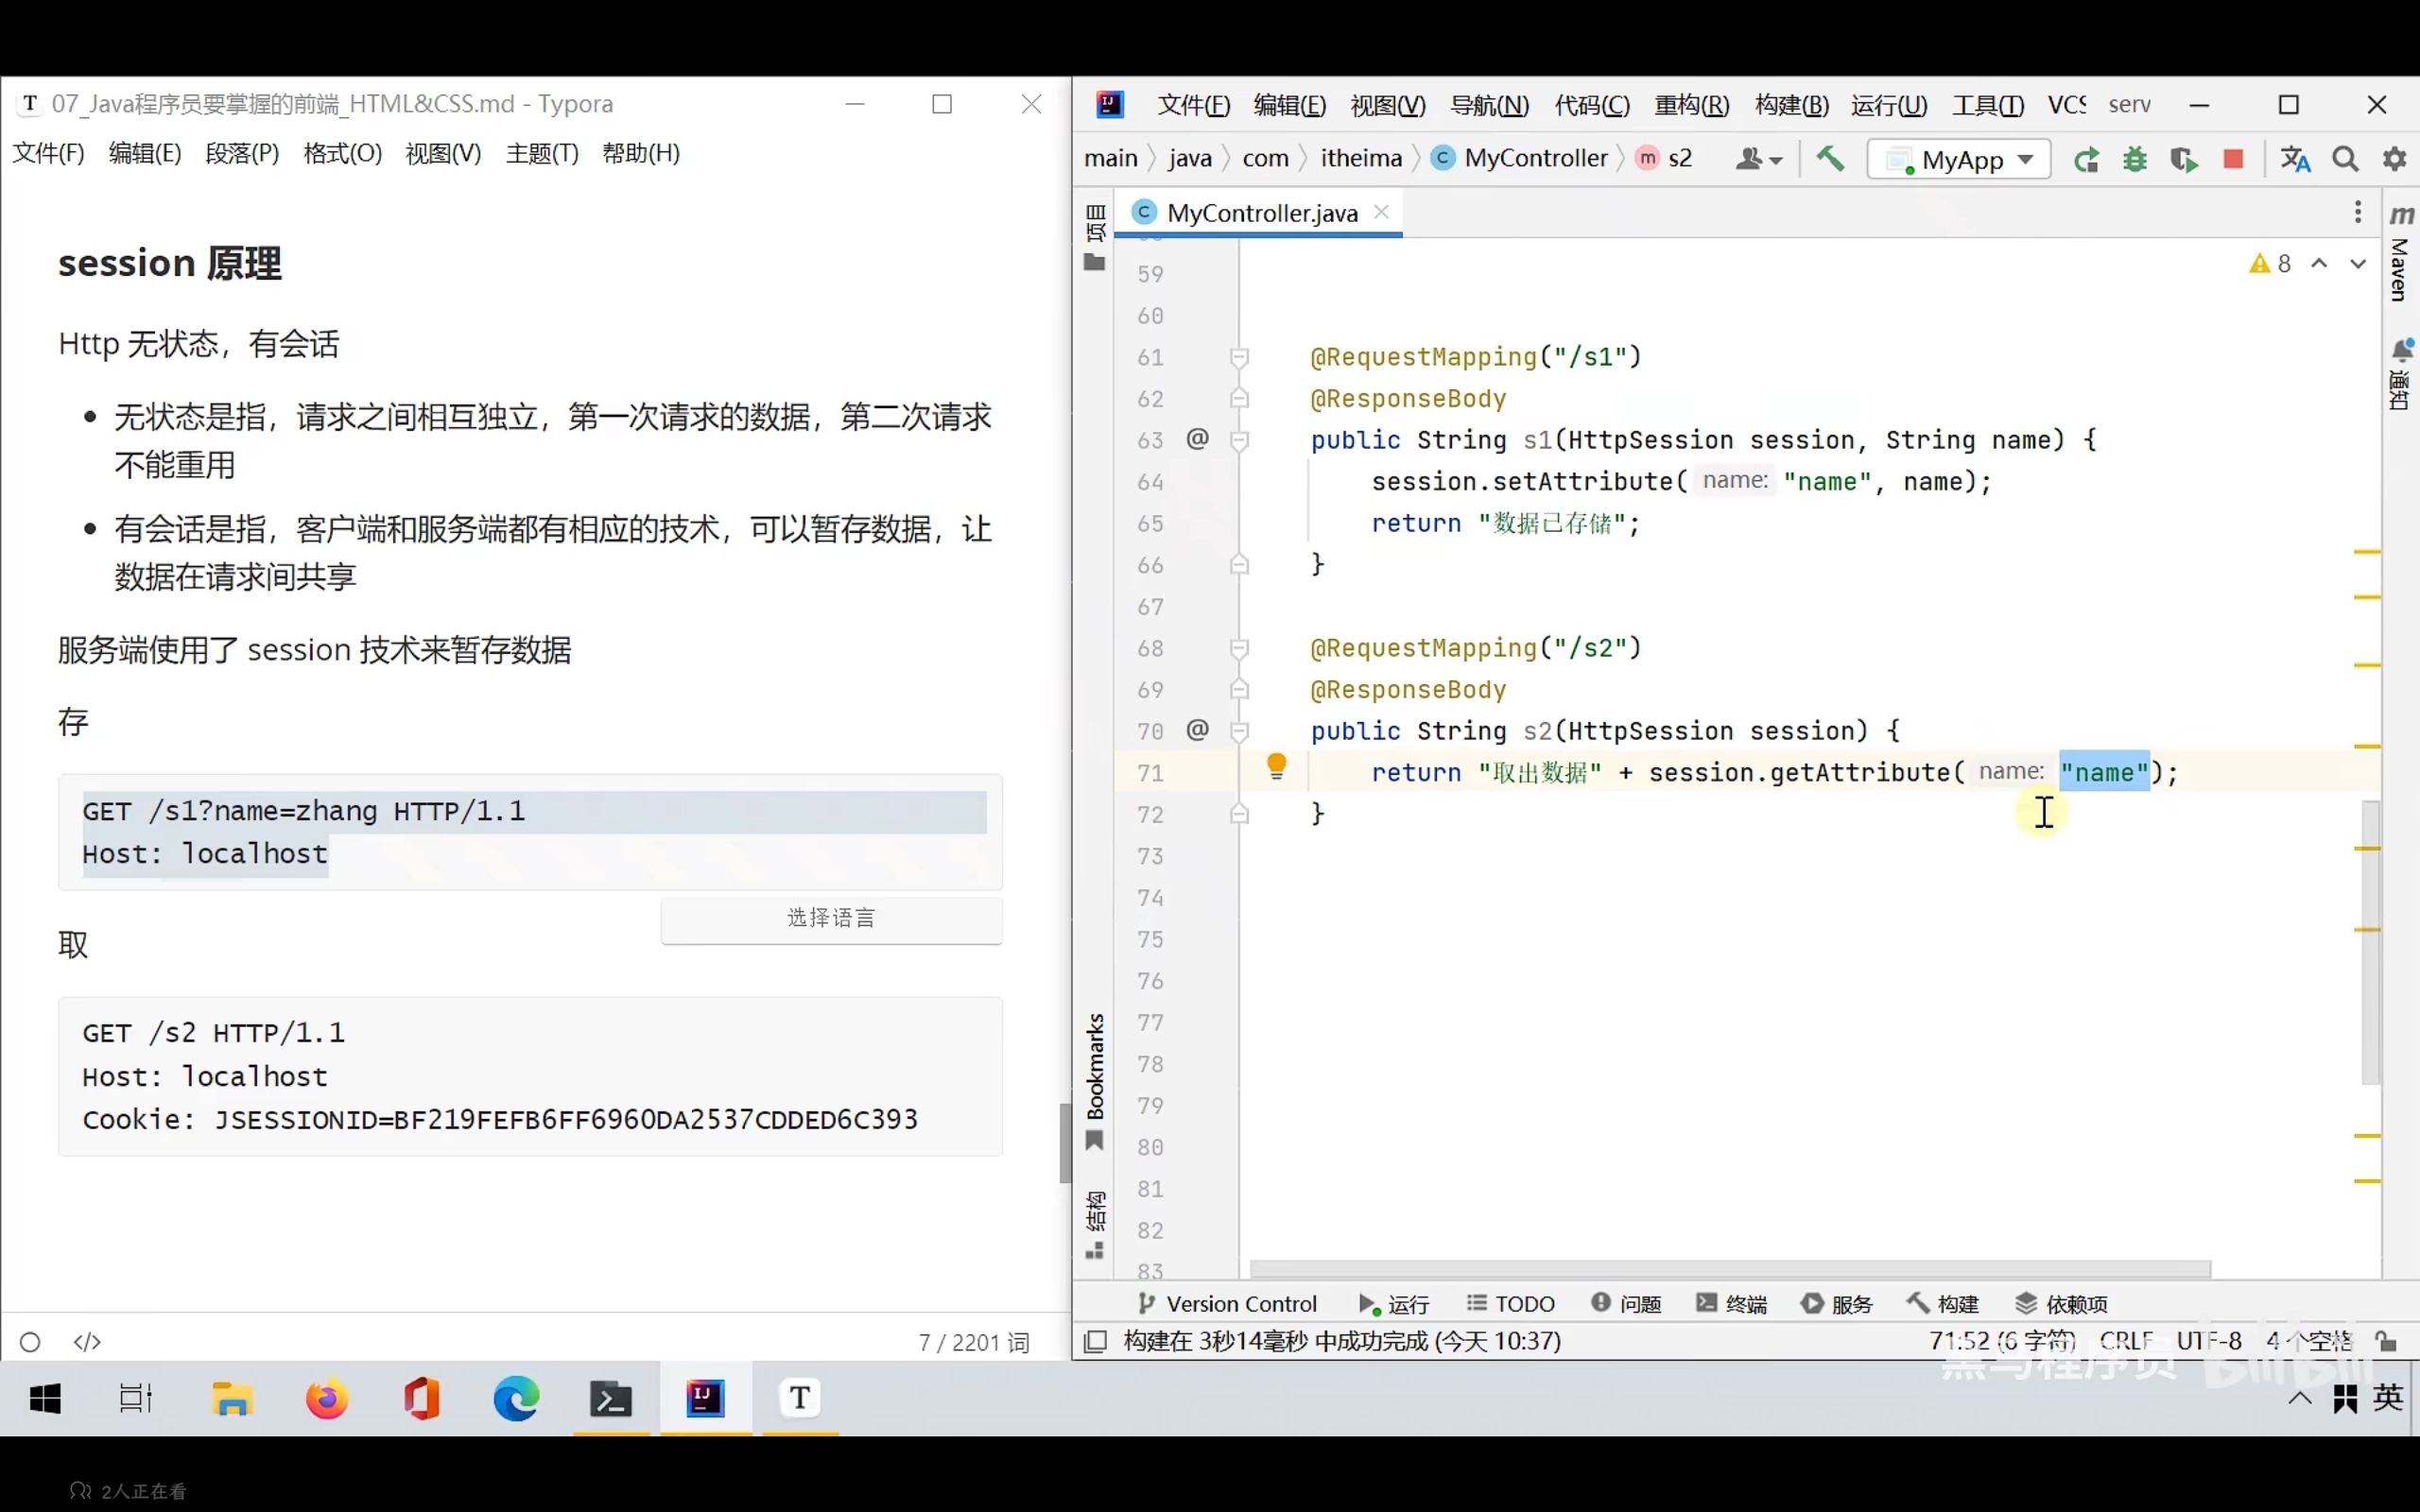 07_Java程序员要掌握的前端_HTML&CSS.md - Typora
文件(F) 编辑(E) 段落(P) 格式(O) 视图(V) 主题(T) 帮助(H)
session 原理
Http 无状态，有会话
无状态是指，请求之间相互独立，第一次请求的数据，第二次请求
不能重用
有会话是指，客户端和服务端都有相应的技术，可以暂存数据，让
数据在请求间共享
服务端使用了 session 技术来暂存数据
存
GET /s1?name=zhang HTTP/1.1
Host: localhost
选择语言
取
GET /s2 HTTP/1.1
Host: localhost
Cookie: JSESSIONID=BF219FEFB6FF6960DA2537CDDED6C393
7 / 2201 词
文件(F) 编辑(E) 视图(V) 导航(N) 代码(C) 重构(R) 构建(B) 运行(U) 工具(T) VCS serv
main java com itheima MyController s2 MyApp
MyController.java
项目
8
59
60
61 @RequestMapping("/s1")
62 @ResponseBody
63 @ public String s1(HttpSession session, String name) {
64 session.setAttribute( name: "name", name);
65 return "数据已存储";
66 }
67
68 @RequestMapping("/s2")
69 @ResponseBody
70 @ public String s2(HttpSession session) {
71 return "取出数据" + session.getAttribute( name: "name");
72 }
73
74
75
76
77
78
79
80
81
82
83
Bookmarks
结构
Maven
通知
Version Control 运行 TODO 问题 终端 服务 构建 依赖项
构建在 3秒14毫秒 中成功完成 (今天 10:37) 71:52 (6 字符) CRLF UTF-8 4 个空格
黑马程序员 bilibili
英
2人正在看